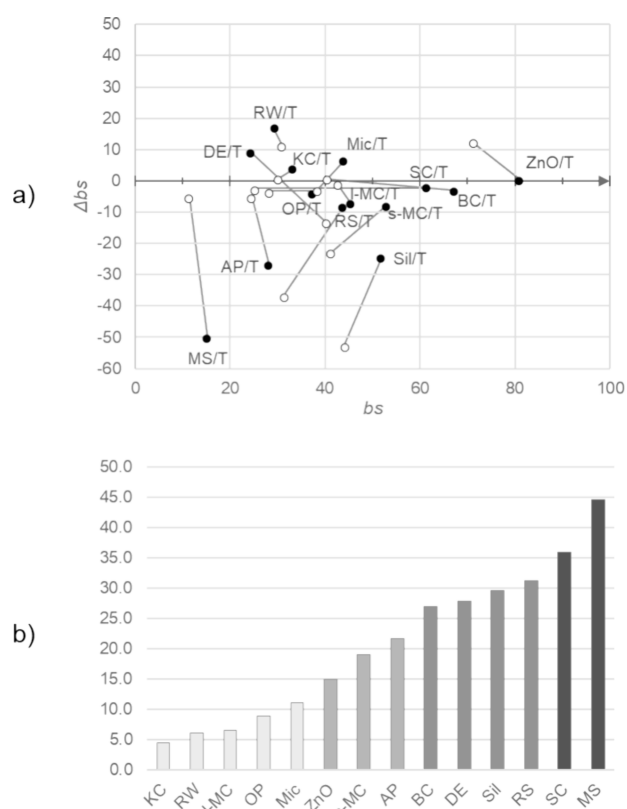 a)
50
40
30
20
10
0
-10
-20
-30
-40
-50
-60
Δbs
RW/T
DE/T
KC/T
Mic/T
SC/T
ZnO/T
OP/T
RS/T
l-MC/T
s-MC/T
BC/T
AP/T
Sil/T
MS/T
0 20 40 60 80 100
bs
b)
50.0
45.0
40.0
35.0
30.0
25.0
20.0
15.0
10.0
5.0
0.0
KC RW OP Mic ZnO AP BC DE Sil RS SC MS